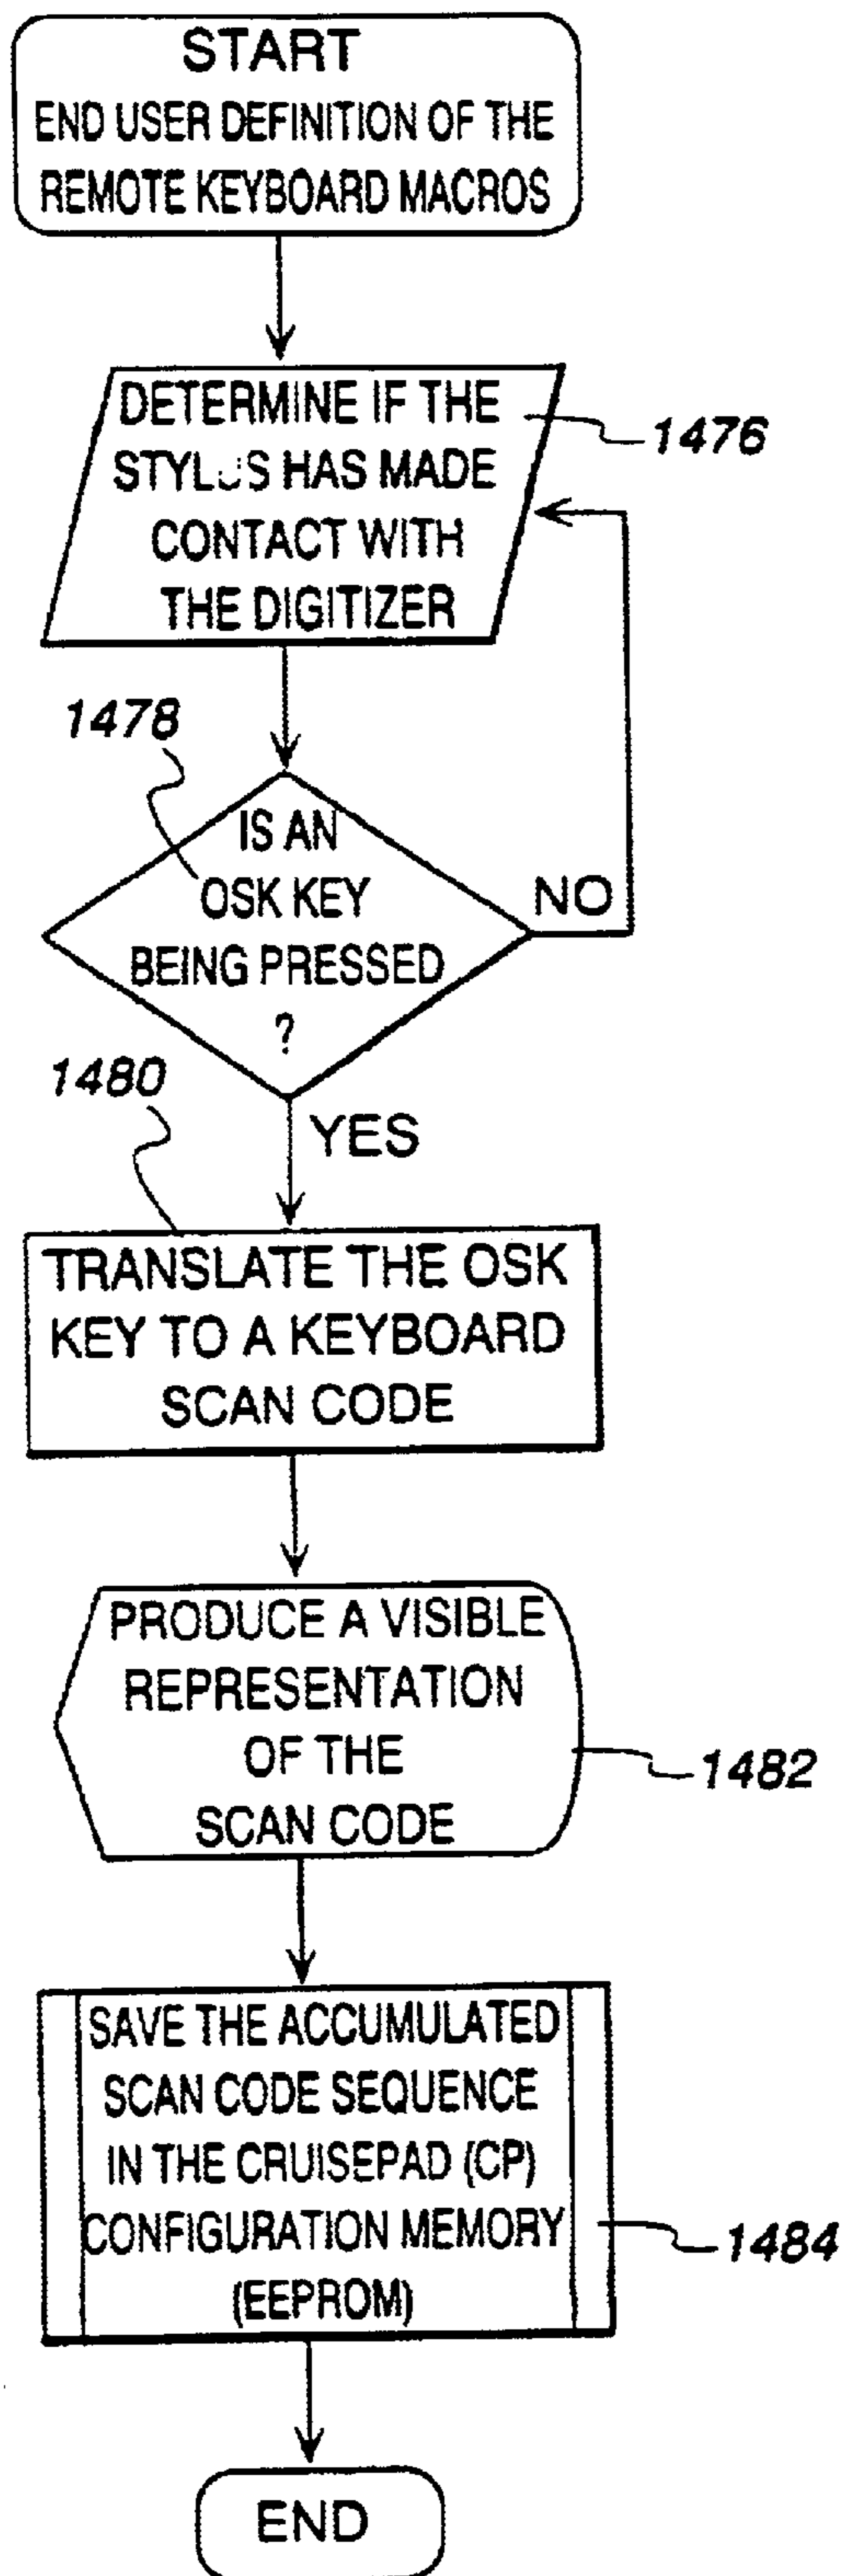 START
END USER DEFINITION OF THE
REMOTE KEYBOARD MACROS
DETERMINE IF THE
STYLUS HAS MADE
CONTACT WITH
THE DIGITIZER
1476
1478
IS AN
OSK KEY
BEING PRESSED
?
NO
1480
YES
TRANSLATE THE OSK
KEY TO A KEYBOARD
SCAN CODE
PRODUCE A VISIBLE
REPRESENTATION
OF THE
SCAN CODE
1482
SAVE THE ACCUMULATED
SCAN CODE SEQUENCE
IN THE CRUISEPAD (CP)
CONFIGURATION MEMORY
(EEPROM)
1484
END